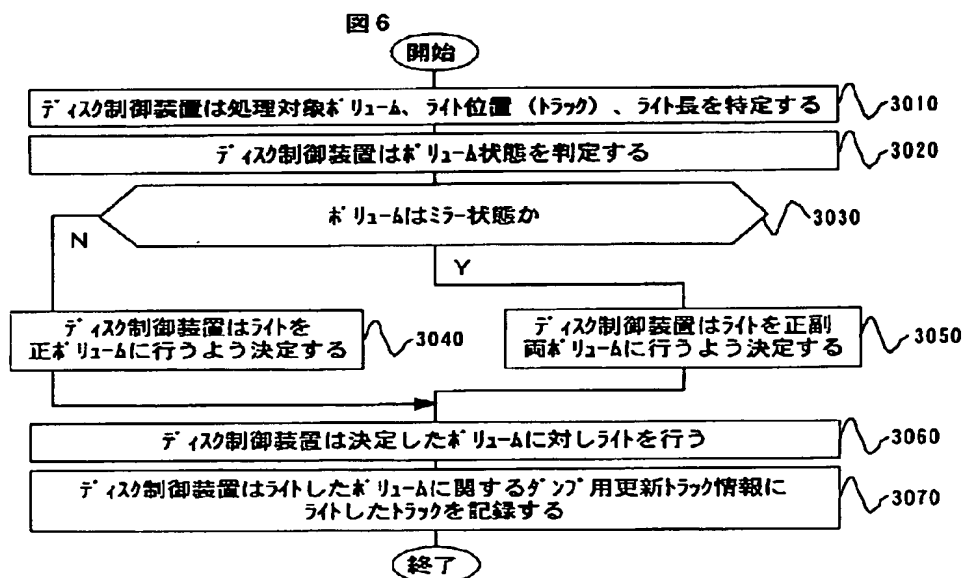 図6
開始
ディスク制御装置は処理対象ボリューム、ライト位置(トラック)、ライト長を特定する
3010
ディスク制御装置はボリューム状態を判定する
3020
ボリュームはミラー状態か
3030
N
Y
ディスク制御装置はライトを
正ボリュームに行うよう決定する
3040
ディスク制御装置はライトを正副
両ボリュームに行うよう決定する
3050
ディスク制御装置は決定したボリュームに対しライトを行う
3060
ディスク制御装置はライトしたボリュームに関するダンプ用更新トラック情報に
ライトしたトラックを記録する
3070
終了